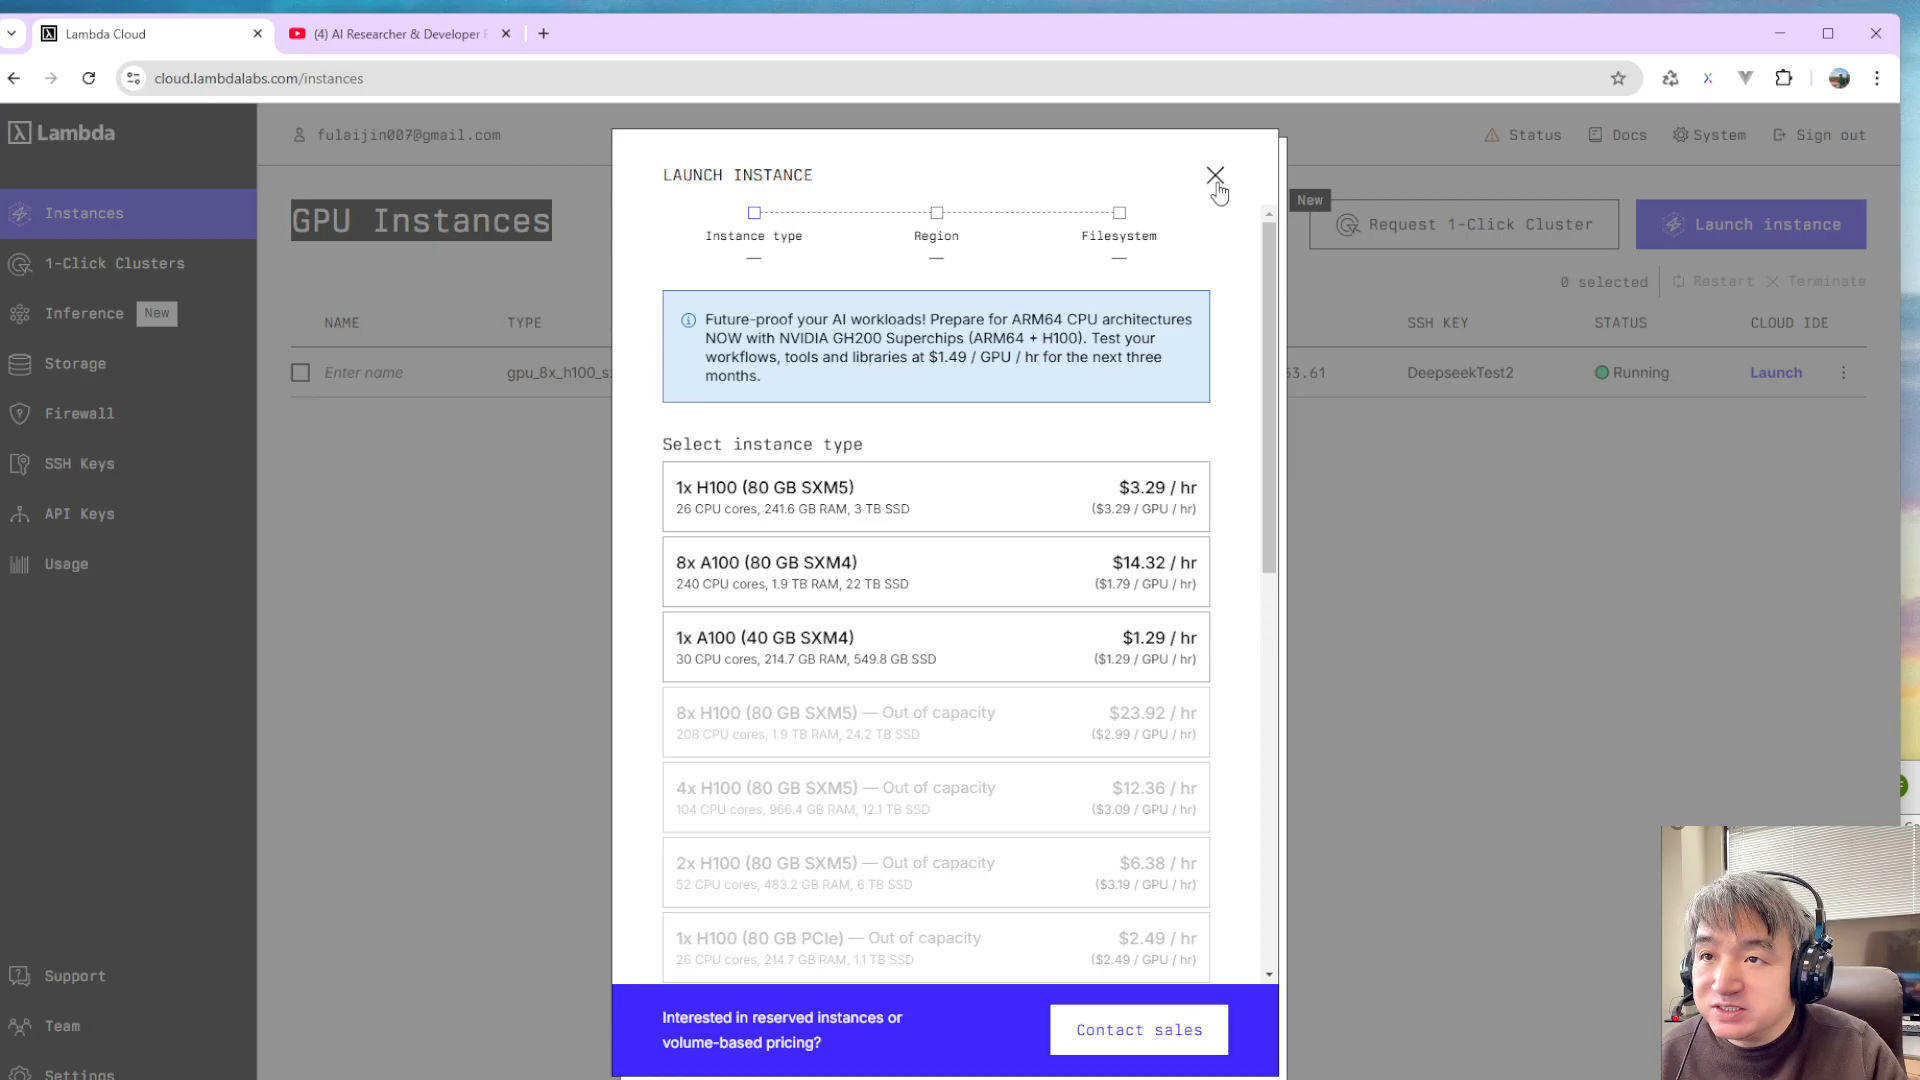 Lambda Cloud
(4) AI Researcher & Developer
cloud.lambdalabs.com/instances
Lambda
fulaijin007@gmail.com
Status
Docs
System
Sign out
Instances
1-Click Clusters
Inference New
Storage
Firewall
SSH Keys
API Keys
Usage
Support
Team
Settings
GPU Instances
New
Request 1-Click Cluster
Launch instance
0 selected
Restart
Terminate
NAME
TYPE
SSH KEY
STATUS
CLOUD IDE
Enter name
gpu_8x_h100_s
53.61
DeepseekTest2
Running
Launch
LAUNCH INSTANCE
Instance type
Region
Filesystem
— — —
Future-proof your AI workloads! Prepare for ARM64 CPU architectures
NOW with NVIDIA GH200 Superchips (ARM64 + H100). Test your
workflows, tools and libraries at $1.49 / GPU / hr for the next three
months.
Select instance type
1x H100 (80 GB SXM5) $3.29 / hr
26 CPU cores, 241.6 GB RAM, 3 TB SSD ($3.29 / GPU / hr)
8x A100 (80 GB SXM4) $14.32 / hr
240 CPU cores, 1.9 TB RAM, 22 TB SSD ($1.79 / GPU / hr)
1x A100 (40 GB SXM4) $1.29 / hr
30 CPU cores, 214.7 GB RAM, 549.8 GB SSD ($1.29 / GPU / hr)
8x H100 (80 GB SXM5) — Out of capacity $23.92 / hr
208 CPU cores, 1.9 TB RAM, 24.2 TB SSD ($2.99 / GPU / hr)
4x H100 (80 GB SXM5) — Out of capacity $12.36 / hr
104 CPU cores, 966.4 GB RAM, 12.1 TB SSD ($3.09 / GPU / hr)
2x H100 (80 GB SXM5) — Out of capacity $6.38 / hr
52 CPU cores, 483.2 GB RAM, 6 TB SSD ($3.19 / GPU / hr)
1x H100 (80 GB PCIe) — Out of capacity $2.49 / hr
26 CPU cores, 214.7 GB RAM, 1.1 TB SSD ($2.49 / GPU / hr)
Interested in reserved instances or
volume-based pricing?
Contact sales